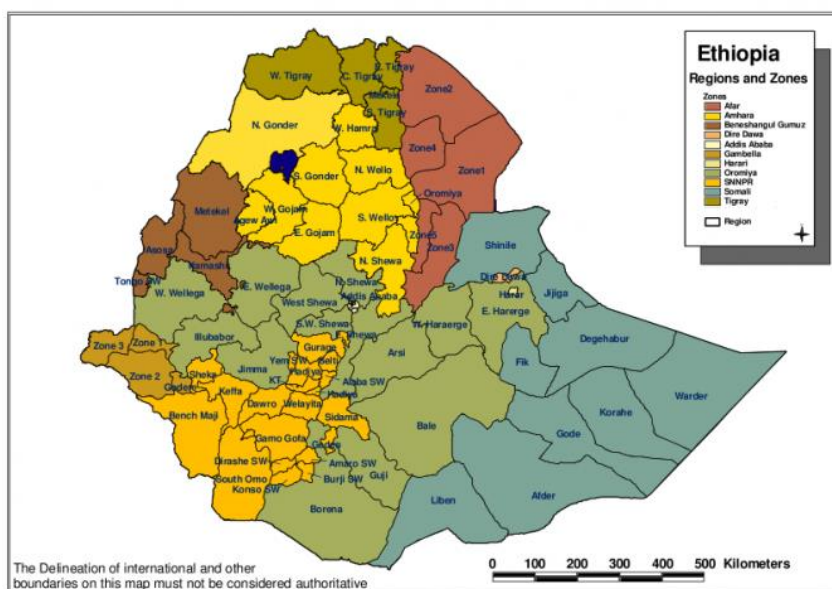 Ethiopia
Regions and Zones
Zones
Afar
Amhara
Beneshangul Gumuz
Dire Dawa
Addis Ababa
Gambella
Harari
Oromiya
SNNPR
Somali
Tigray
Region
W. Tigray
C. Tigray
E. Tigray
Mekele
S. Tigray
Zone2
N. Gonder
W. Hamra
Zone4
Zone1
S. Gonder
N. Wello
Oromiya
Metekel
W. Gojam
Agew Awi
E. Gojam
S. Wello
Zone5
Zone3
Shinile
Asosa
Kamashi
N. Shewa
Tongo SW
W. Wellega
E. Wellega
N. Shewa
West Shewa
Addis Ababa
Dire Dawa
Harar
Jijiga
S.W. Shewa
E. Shewa
W. Haraerge
E. Harerge
Degehabur
Zone 3
Zone 1
Illubabor
Gurage
Arsi
Fik
Zone 2
Sheka
Jimma
Yem SW
Selti
Hadiya
KT
Alaba SW
Hadiya
Warder
Keffa
Dawro
Welayita
Korahe
Bench Maji
Sidama
Bale
Gode
Gamo Gofa
Gedeo
Dirashe SW
Amaro SW
South Omo
Konso SW
Burji SW
Guji
Liben
Afder
Borena
0 100 200 300 400 500 Kilometers
The Delineation of international and other
boundaries on this map must not be considered authoritative